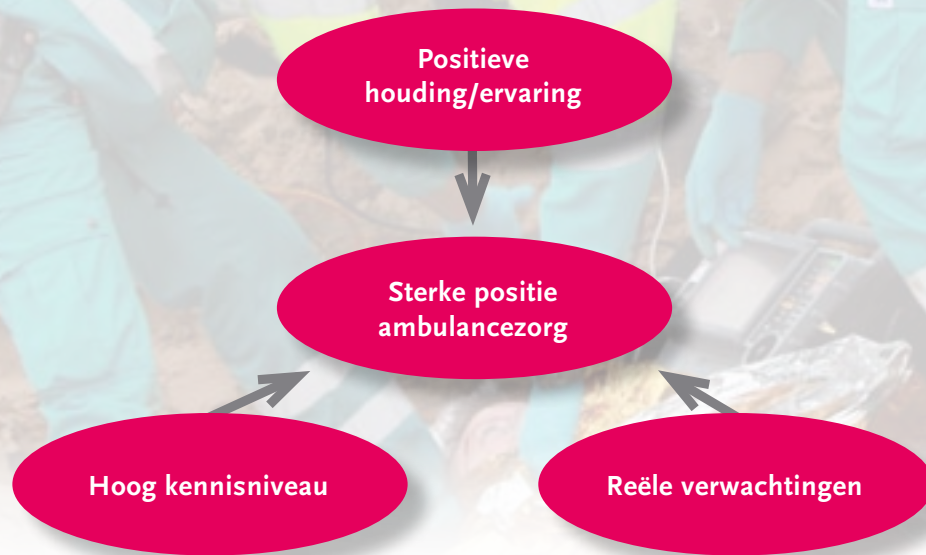 Positieve
houding/ervaring
Sterke positie
ambulancezorg
Hoog kennisniveau
Reële verwachtingen